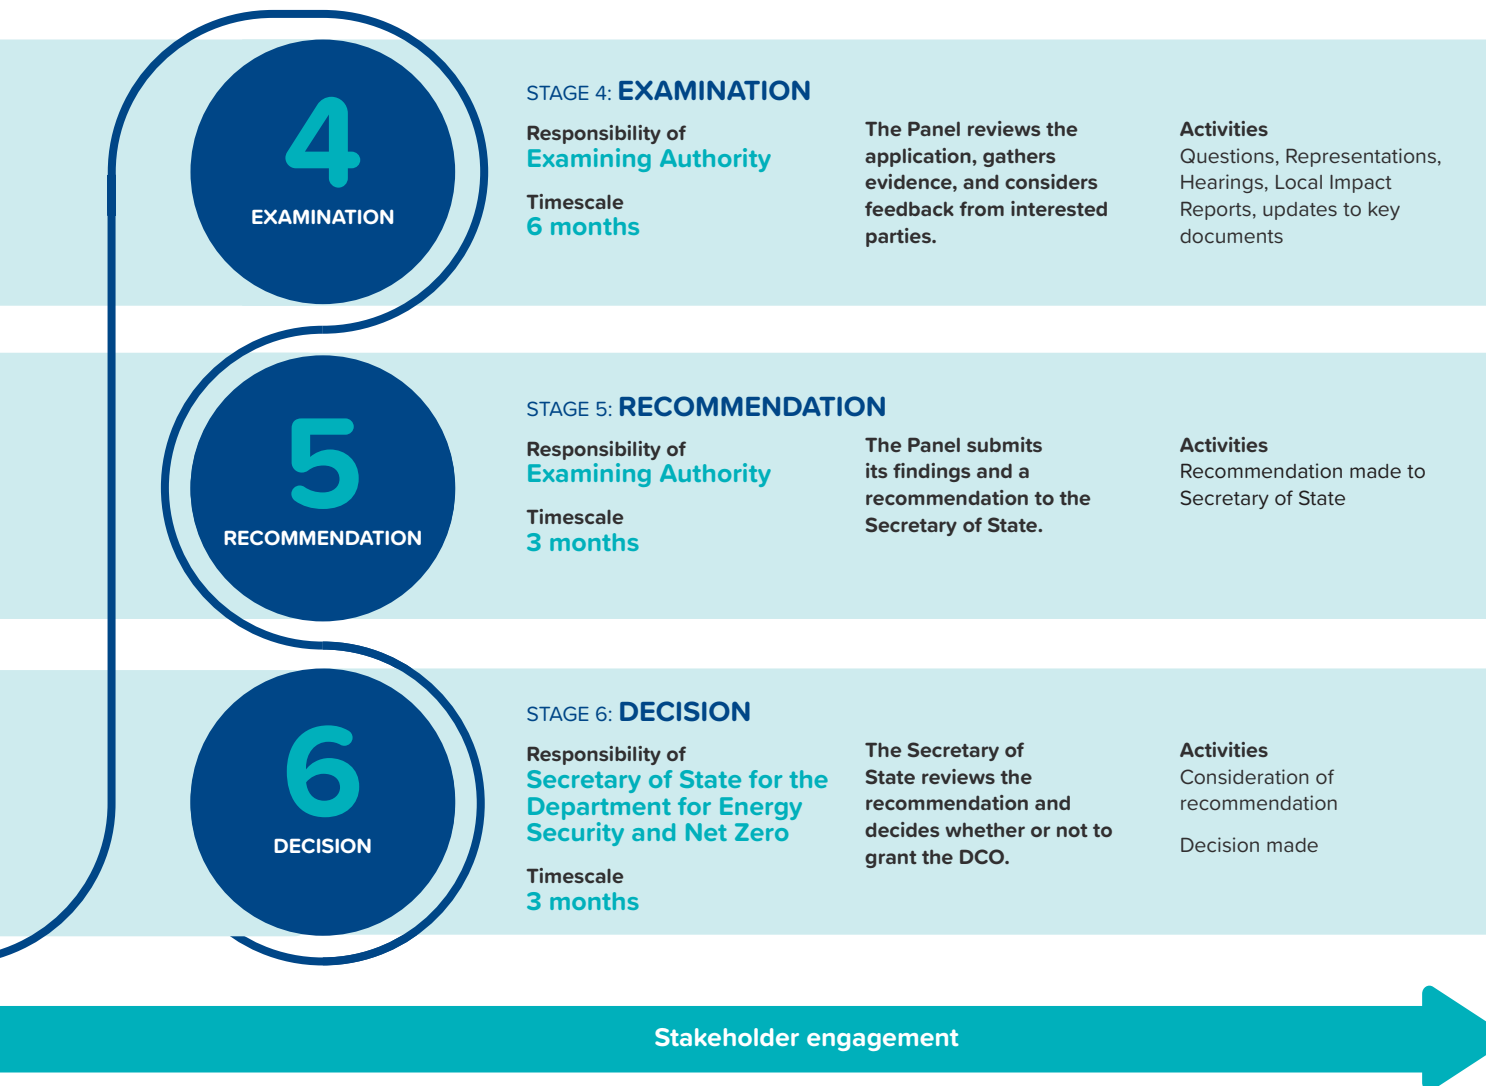 4
EXAMINATION
STAGE 4: EXAMINATION
Responsibility of
Examining Authority
Timescale
6 months
The Panel reviews the
application, gathers
evidence, and considers
feedback from interested
parties.
Activities
Questions, Representations,
Hearings, Local Impact
Reports, updates to key
documents
5
RECOMMENDATION
STAGE 5: RECOMMENDATION
Responsibility of
Examining Authority
Timescale
3 months
The Panel submits
its findings and a
recommendation to the
Secretary of State.
Activities
Recommendation made to
Secretary of State
6
DECISION
STAGE 6: DECISION
Responsibility of
Secretary of State for the
Department for Energy
Security and Net Zero
Timescale
3 months
The Secretary of
State reviews the
recommendation and
decides whether or not to
grant the DCO.
Activities
Consideration of
recommendation
Decision made
Stakeholder engagement